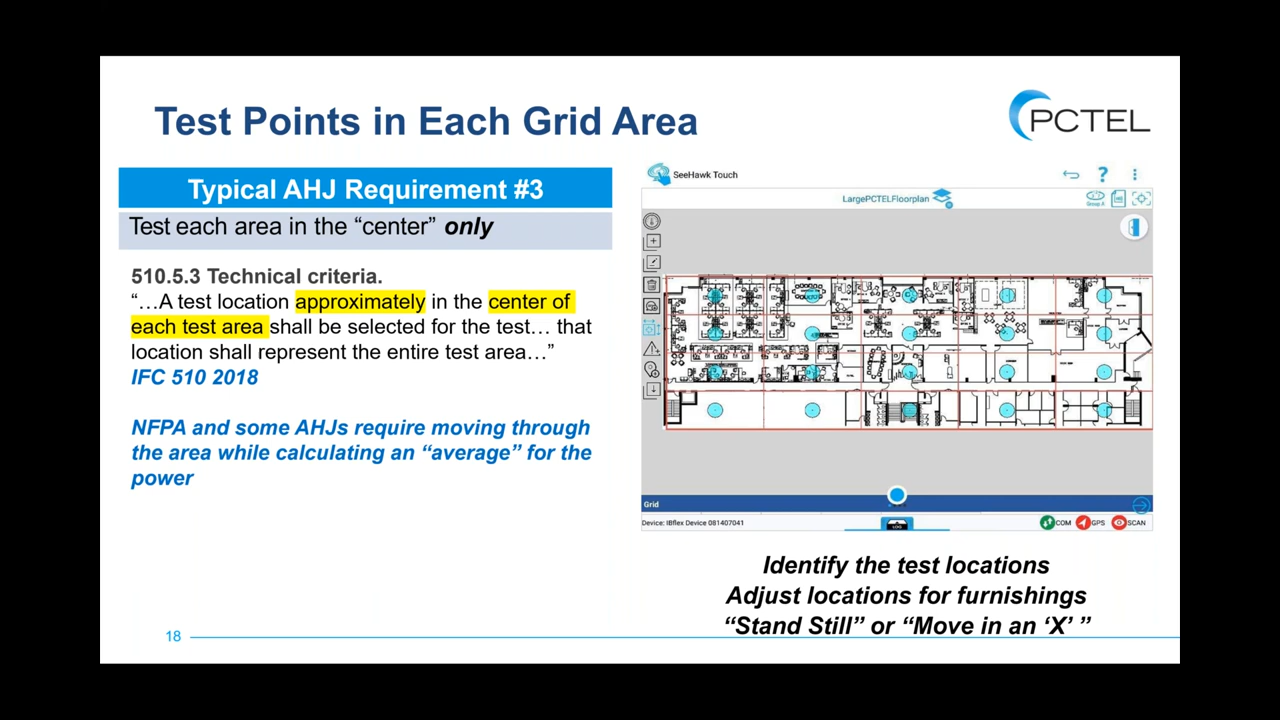 Test Points in Each Grid Area
PCTEL
Typical AHJ Requirement #3
Test each area in the “center” only
510.5.3 Technical criteria.
“…A test location approximately in the center of
each test area shall be selected for the test… that
location shall represent the entire test area…”
IFC 510 2018
NFPA and some AHJs require moving through
the area while calculating an “average” for the
power
SeeHawk Touch
LargePCTELFloorplan
Group A
Grid
LOG
Device: IBflex Device 081407041
COM
GPS
SCAN
Identify the test locations
Adjust locations for furnishings
“Stand Still” or “Move in an ‘X’ ”
18